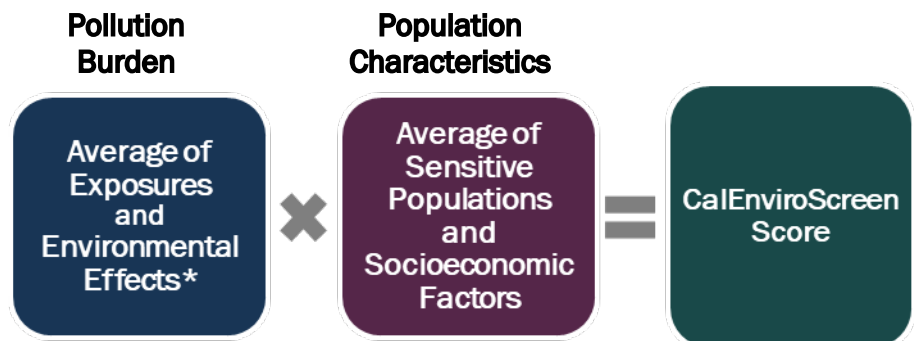 Pollution
Burden
Population
Characteristics
Average of
Exposures
and
Environmental
Effects*
Average of
Sensitive
Populations
and
Socioeconomic
Factors
CalEnviroScreen
Score